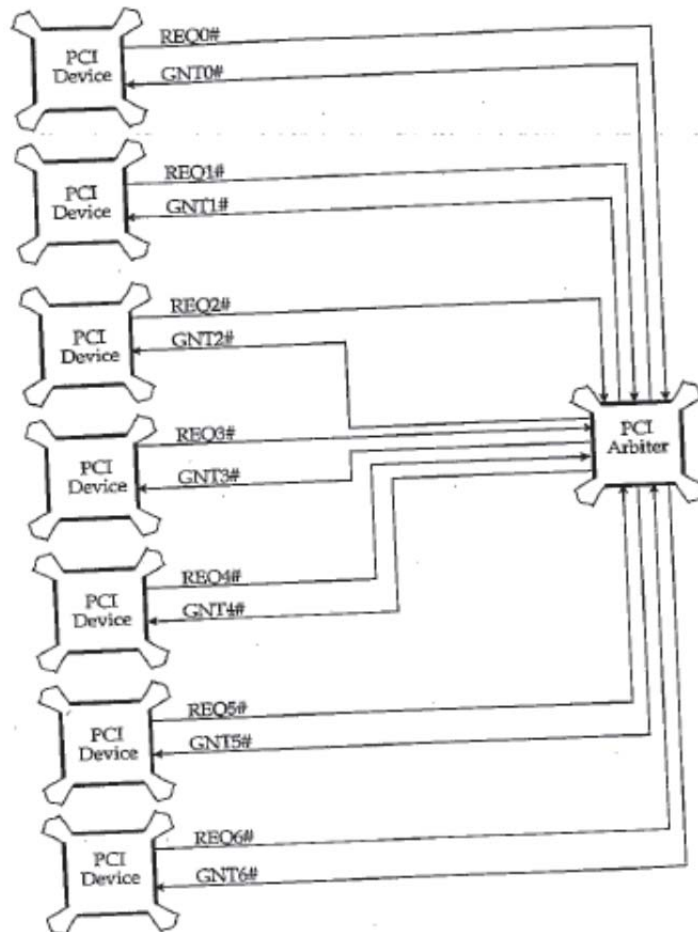 PCI
Device
REQ0#
GNT0#
PCI
Device
REQ1#
GNT1#
PCI
Device
REQ2#
GNT2#
PCI
Device
REQ3#
GNT3#
PCI
Arbiter
PCI
Device
REQ4#
GNT4#
PCI
Device
REQ5#
GNT5#
PCI
Device
REQ6#
GNT6#